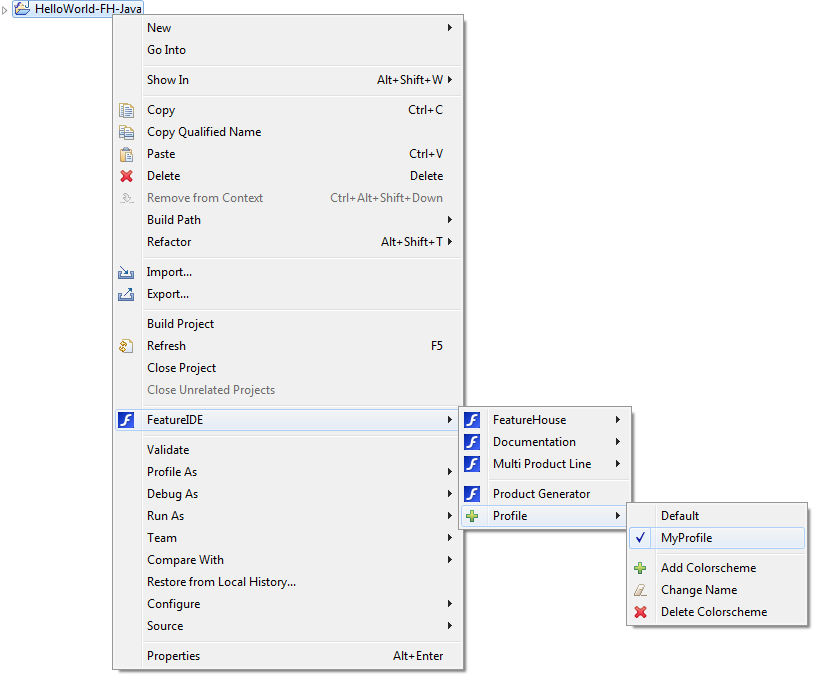 HelloWorld-FH-Java
New
Go Into
Show In Alt+Shift+W
Copy Ctrl+C
Copy Qualified Name
Paste Ctrl+V
Delete Delete
Remove from Context Ctrl+Alt+Shift+Down
Build Path
Refactor Alt+Shift+T
Import...
Export...
Build Project
Refresh F5
Close Project
Close Unrelated Projects
FeatureIDE
Validate
Profile As
Debug As
Run As
Team
Compare With
Restore from Local History...
Configure
Source
Properties Alt+Enter
FeatureHouse
Documentation
Multi Product Line
Product Generator
Profile
Default
MyProfile
Add Colorscheme
Change Name
Delete Colorscheme